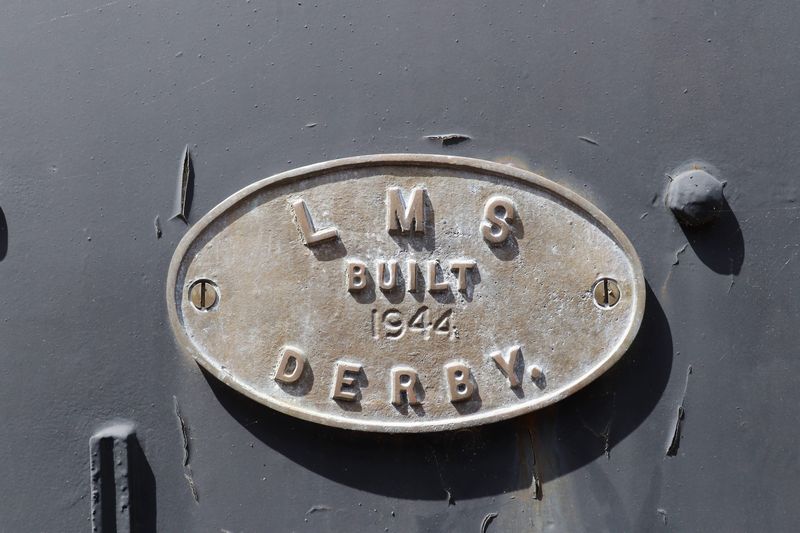 L M S
BUILT
1944
DERBY.